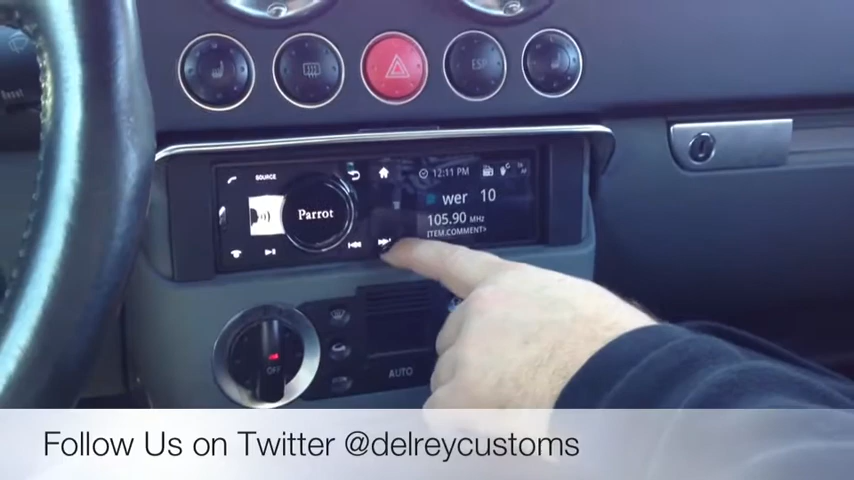 ESP
SOURCE
12:11 PM
Parrot
wer 10
105.90 MHz
ITEM.COMMENT>
OFF
AUTO
Follow Us on Twitter @delreycustoms